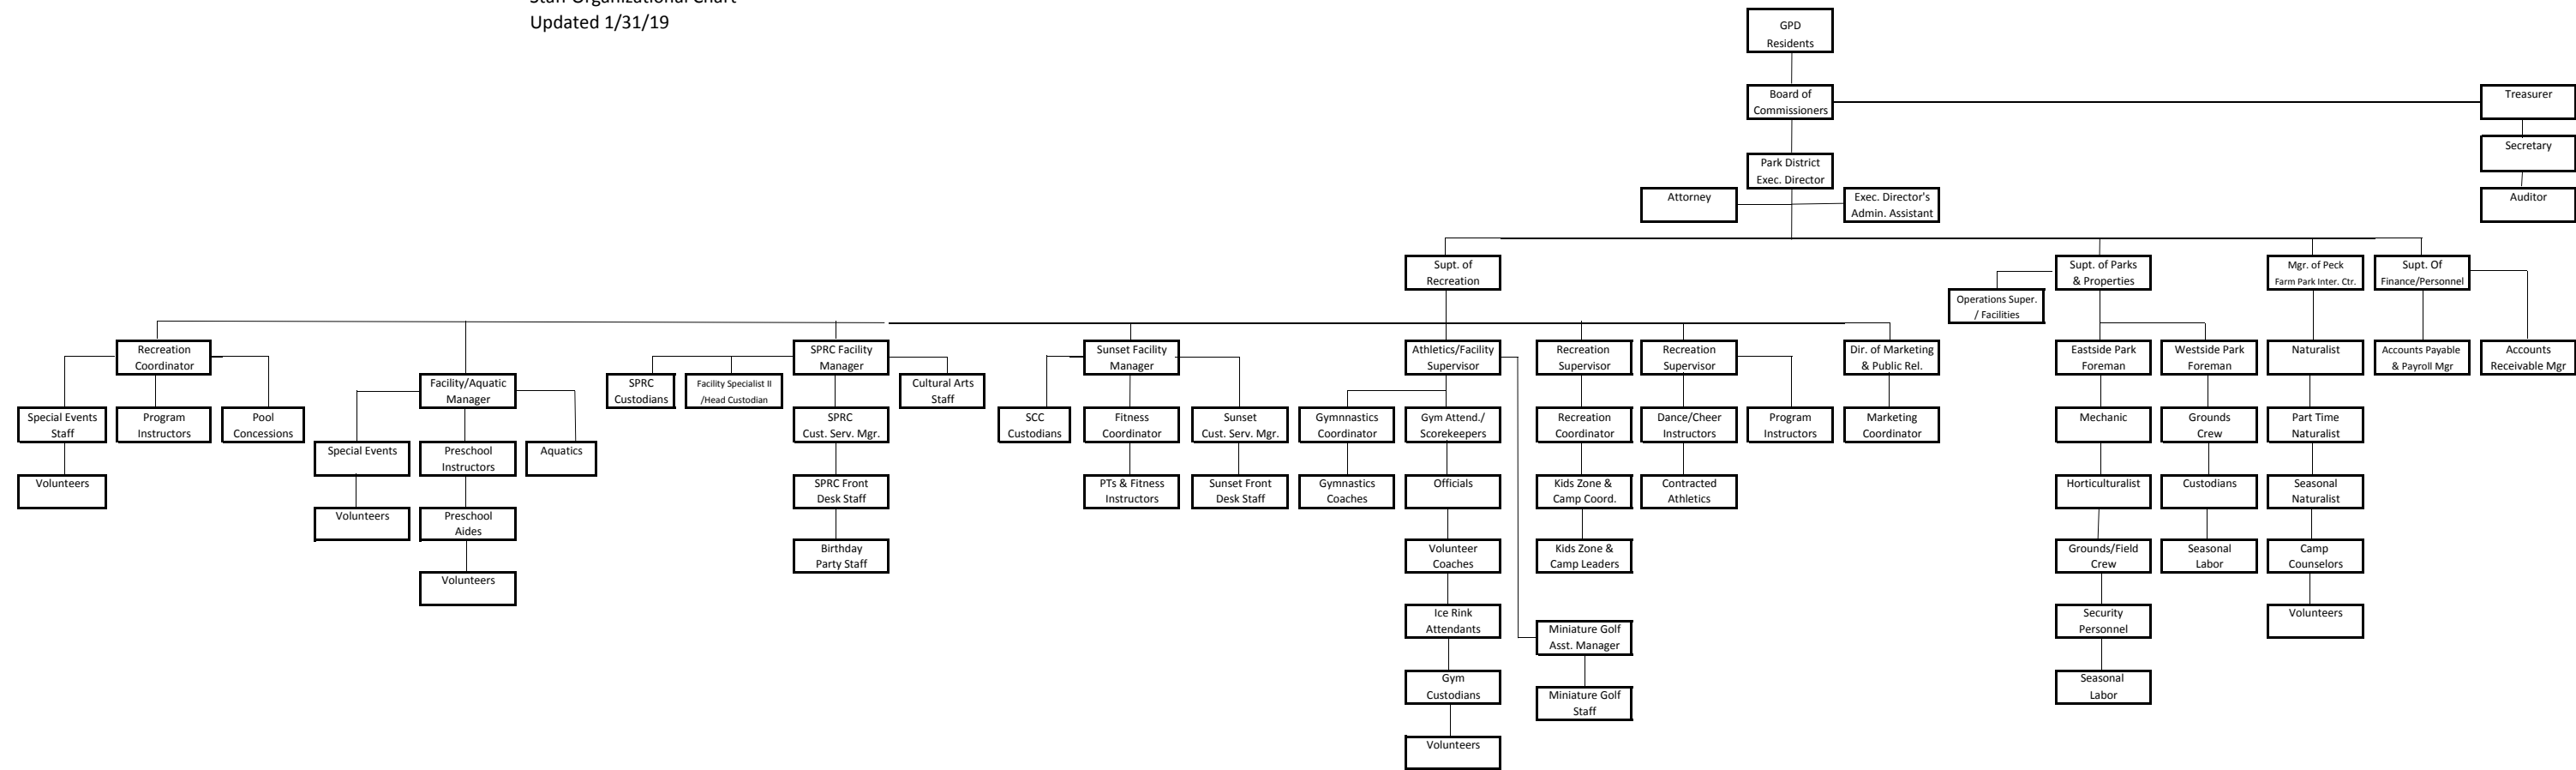 Staff Organizational Chart
Updated 1/31/19
GPD
Residents
Board of
Commissioners
Treasurer
Secretary
Park District
Exec. Director
Attorney
Exec. Director's
Admin. Assistant
Auditor
Supt. of
Recreation
Supt. of Parks
& Properties
Mgr. of Peck
Farm Park Inter. Ctr.
Supt. Of
Finance/Personnel
Operations Super.
/ Facilities
Recreation
Coordinator
Facility/Aquatic
Manager
SPRC Facility
Manager
Sunset Facility
Manager
Athletics/Facility
Supervisor
Recreation
Supervisor
Recreation
Supervisor
Dir. of Marketing
& Public Rel.
Eastside Park
Foreman
Westside Park
Foreman
Naturalist
Accounts Payable
& Payroll Mgr
Accounts
Receivable Mgr
SPRC
Custodians
Facility Specialist II
/Head Custodian
Cultural Arts
Staff
Special Events
Staff
Program
Instructors
Pool
Concessions
SPRC
Cust. Serv. Mgr.
SCC
Custodians
Fitness
Coordinator
Sunset
Cust. Serv. Mgr.
Gymnnastics
Coordinator
Gym Attend./
Scorekeepers
Recreation
Coordinator
Dance/Cheer
Instructors
Program
Instructors
Marketing
Coordinator
Mechanic
Grounds
Crew
Part Time
Naturalist
Special Events
Preschool
Instructors
Aquatics
Volunteers
SPRC Front
Desk Staff
PTs & Fitness
Instructors
Sunset Front
Desk Staff
Gymnastics
Coaches
Officials
Kids Zone &
Camp Coord.
Contracted
Athletics
Horticulturalist
Custodians
Seasonal
Naturalist
Volunteers
Preschool
Aides
Birthday
Party Staff
Volunteer
Coaches
Kids Zone &
Camp Leaders
Grounds/Field
Crew
Seasonal
Labor
Camp
Counselors
Volunteers
Ice Rink
Attendants
Miniature Golf
Asst. Manager
Security
Personnel
Volunteers
Gym
Custodians
Miniature Golf
Staff
Seasonal
Labor
Volunteers